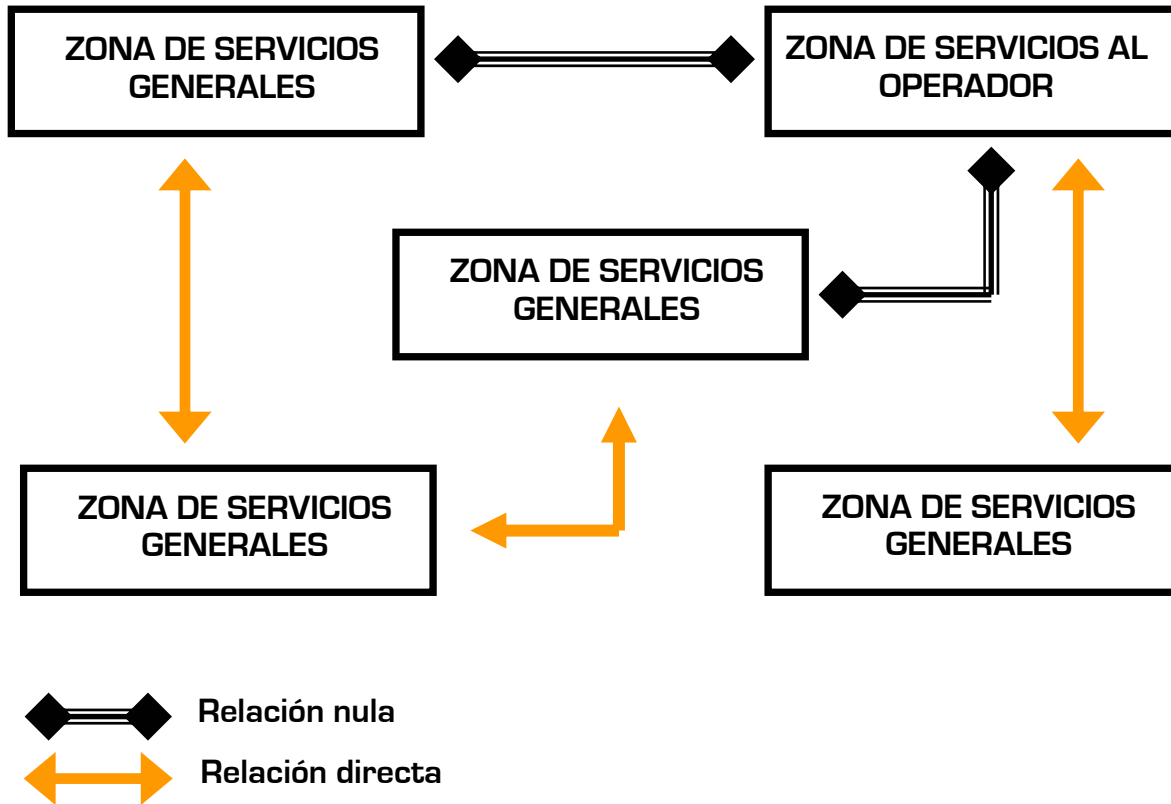 ZONA DE SERVICIOS
GENERALES
ZONA DE SERVICIOS AL
OPERADOR
ZONA DE SERVICIOS
GENERALES
ZONA DE SERVICIOS
GENERALES
ZONA DE SERVICIOS
GENERALES
Relación nula
Relación directa